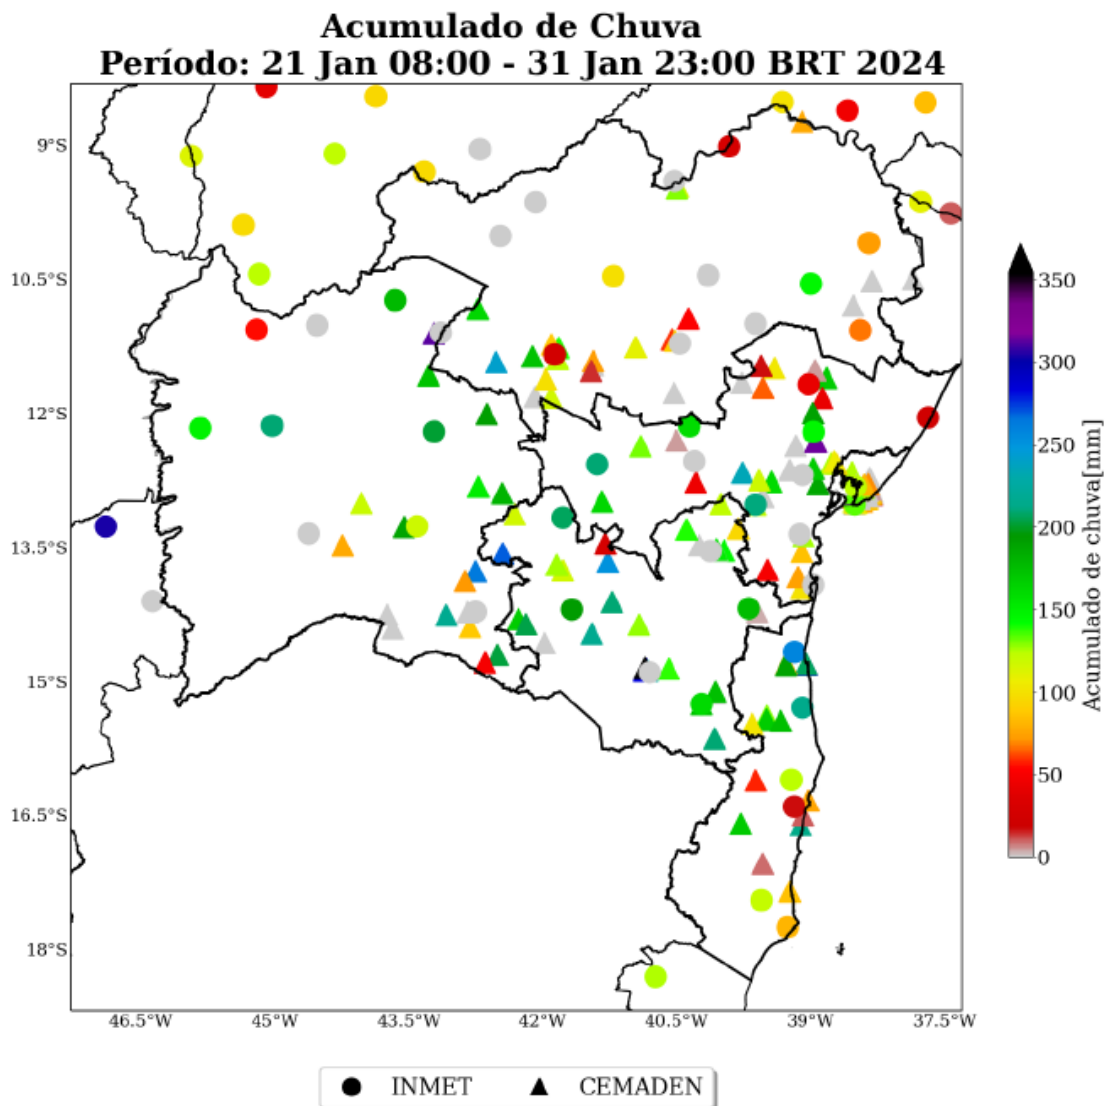 Acumulado de Chuva
Período: 21 Jan 08:00 - 31 Jan 23:00 BRT 2024
9°S
10.5°S
12°S
13.5°S
15°S
16.5°S
18°S
46.5°W 45°W 43.5°W 42°W 40.5°W 39°W 37.5°W
350
300
250
200
150
100
50
0
Acumulado de chuva[mm]
INMET CEMADEN